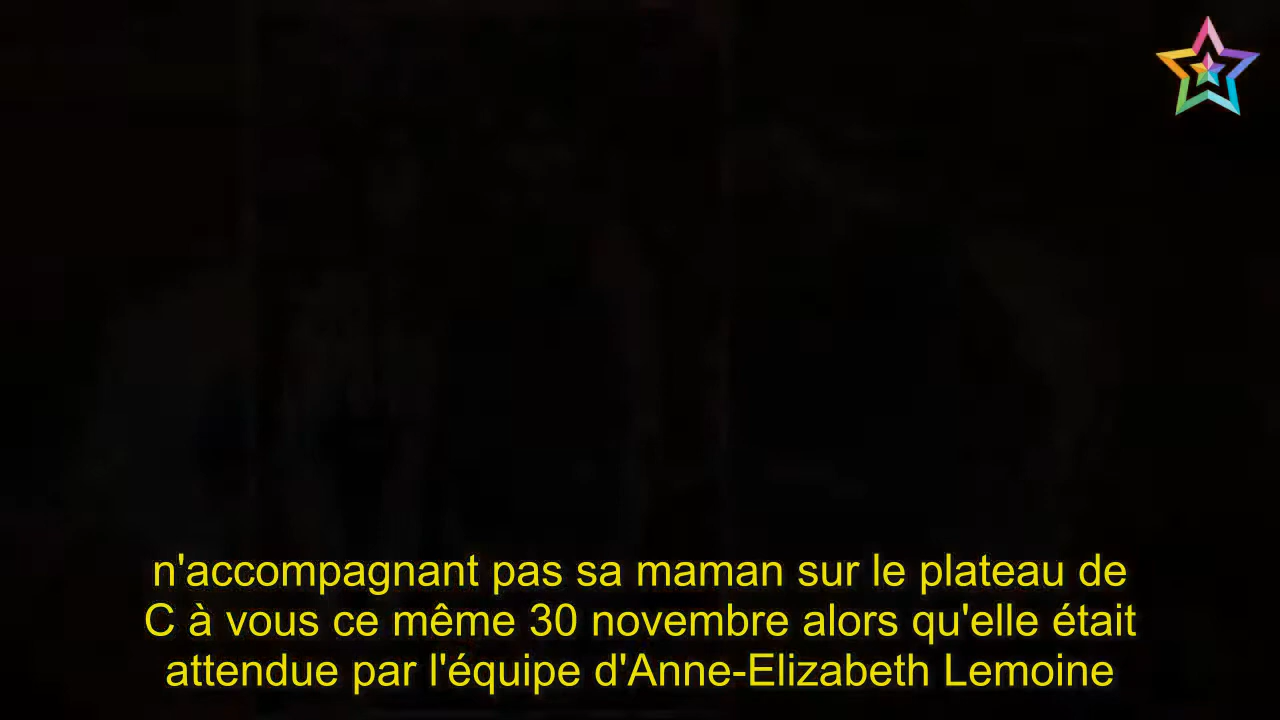 n'accompagnant pas sa maman sur le plateau de
C à vous ce même 30 novembre alors qu'elle était
attendue par l'équipe d'Anne-Elizabeth Lemoine